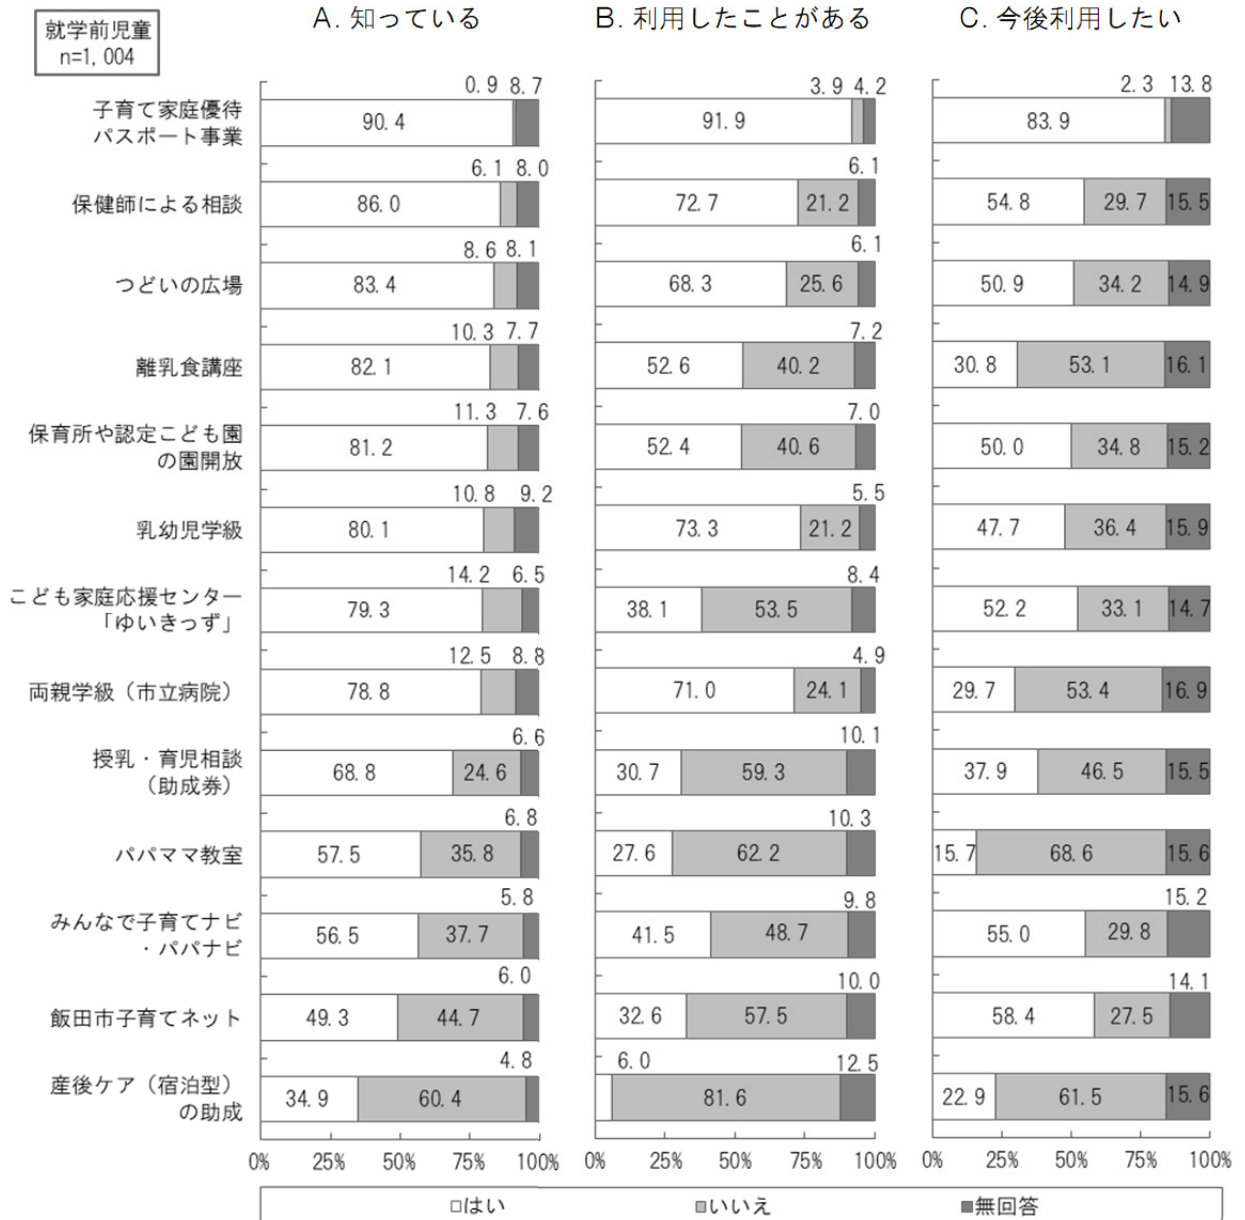 就学前児童
n=1,004
A. 知っている
B. 利用したことがある
C. 今後利用したい
0.9 8.7 3.9 4.2 2.3 13.8
子育て家庭優待
パスポート事業
90.4 91.9 83.9
6.1 8.0 6.1
保健師による相談 86.0 72.7 21.2 54.8 29.7 15.5
8.6 8.1 6.1
つどいの広場 83.4 68.3 25.6 50.9 34.2 14.9
10.3 7.7 7.2
離乳食講座 82.1 52.6 40.2 30.8 53.1 16.1
11.3 7.6 7.0
保育所や認定こども園
の園開放
81.2 52.4 40.6 50.0 34.8 15.2
10.8 9.2 5.5
乳幼児学級 80.1 73.3 21.2 47.7 36.4 15.9
14.2 6.5 8.4
こども家庭応援センター
「ゆいきっず」
79.3 38.1 53.5 52.2 33.1 14.7
12.5 8.8 4.9
両親学級（市立病院） 78.8 71.0 24.1 29.7 53.4 16.9
6.6 10.1
授乳・育児相談
（助成券）
68.8 24.6 30.7 59.3 37.9 46.5 15.5
6.8 10.3
パパママ教室 57.5 35.8 27.6 62.2 15.7 68.6 15.6
5.8 9.8 15.2
みんなで子育てナビ
・パパナビ
56.5 37.7 41.5 48.7 55.0 29.8
6.0 10.0 14.1
飯田市子育てネット 49.3 44.7 32.6 57.5 58.4 27.5
4.8 6.0 12.5
産後ケア（宿泊型）
の助成
34.9 60.4 81.6 22.9 61.5 15.6
0% 25% 50% 75% 100% 0% 25% 50% 75% 100% 0% 25% 50% 75% 100%
□はい ■いいえ ■無回答